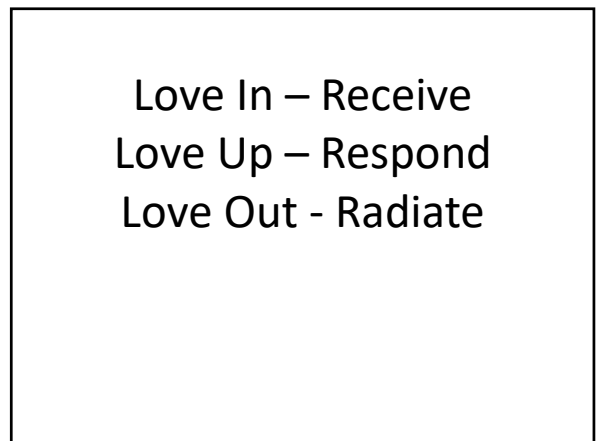 Love In – Receive
Love Up – Respond
Love Out - Radiate